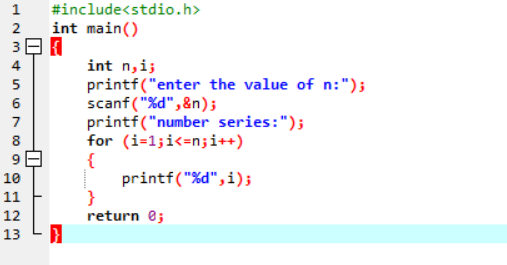 1 #include<stdio.h>
2 int main()
3 {
4 int n,i;
5 printf("enter the value of n:");
6 scanf("%d",&n);
7 printf("number series:");
8 for (i=1;i<=n;i++)
9 {
10 printf("%d",i);
11 }
12 return 0;
13 }